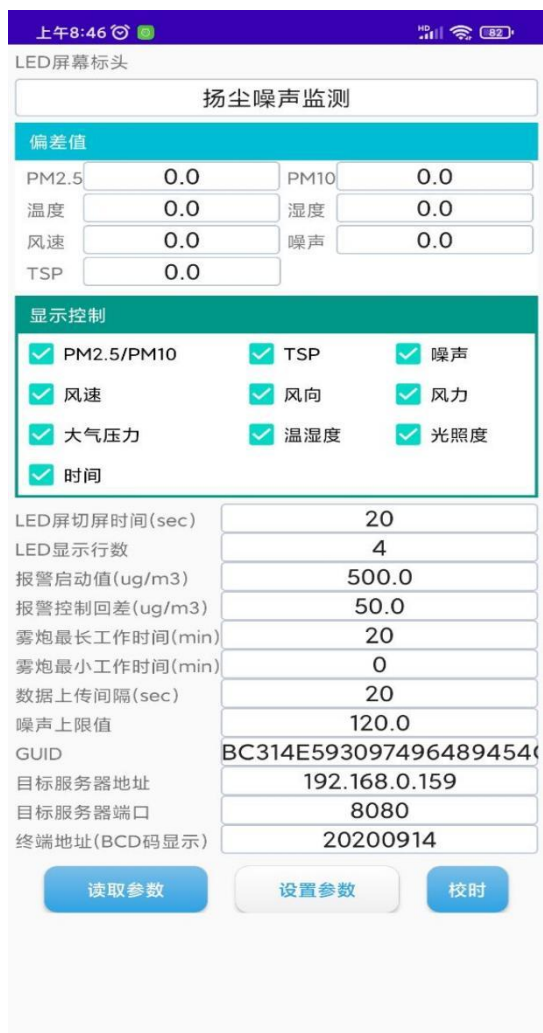 上午8:46 HD 82
LED屏幕标头
扬尘噪声监测
偏差值
PM2.5 0.0 PM10 0.0
温度 0.0 湿度 0.0
风速 0.0 噪声 0.0
TSP 0.0
显示控制
PM2.5/PM10 TSP 噪声
风速 风向 风力
大气压力 温湿度 光照度
时间
LED屏切屏时间(sec) 20
LED显示行数 4
报警启动值(ug/m3) 500.0
报警控制回差(ug/m3) 50.0
雾炮最长工作时间(min) 20
雾炮最小工作时间(min) 0
数据上传间隔(sec) 20
噪声上限值 120.0
GUID BC314E593097496489454
目标服务器地址 192.168.0.159
目标服务器端口 8080
终端地址(BCD码显示) 20200914
读取参数 设置参数 校时